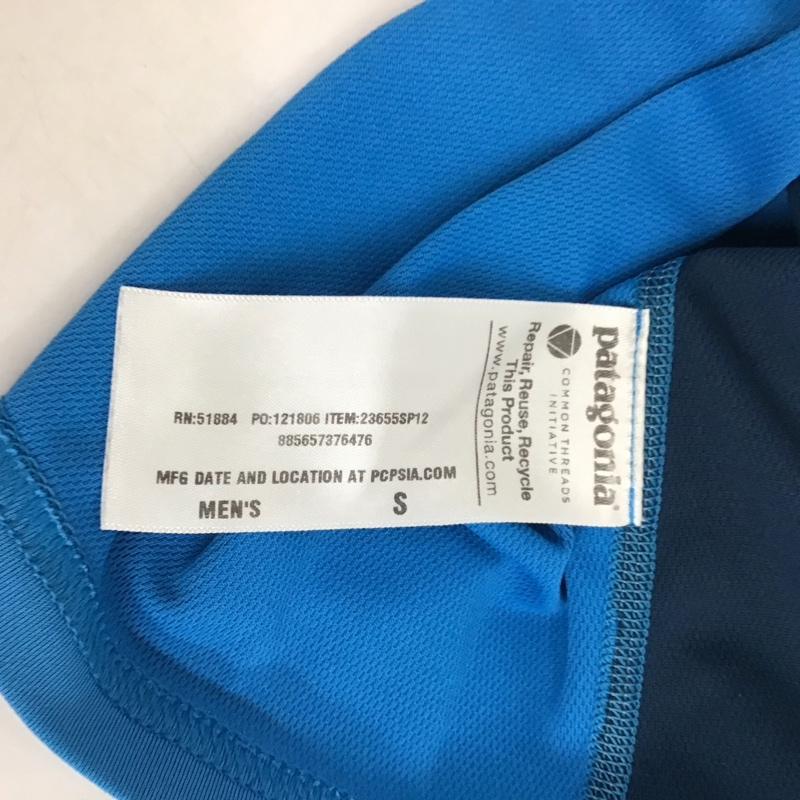 patagonia®
COMMON THREADS
INITIATIVE
Repair, Reuse, Recycle
This Product
www.patagonia.com
RN:51884 PO:121806 ITEM:23655SP12
885657376476
MFG DATE AND LOCATION AT PCPSIA.COM
MEN'S S